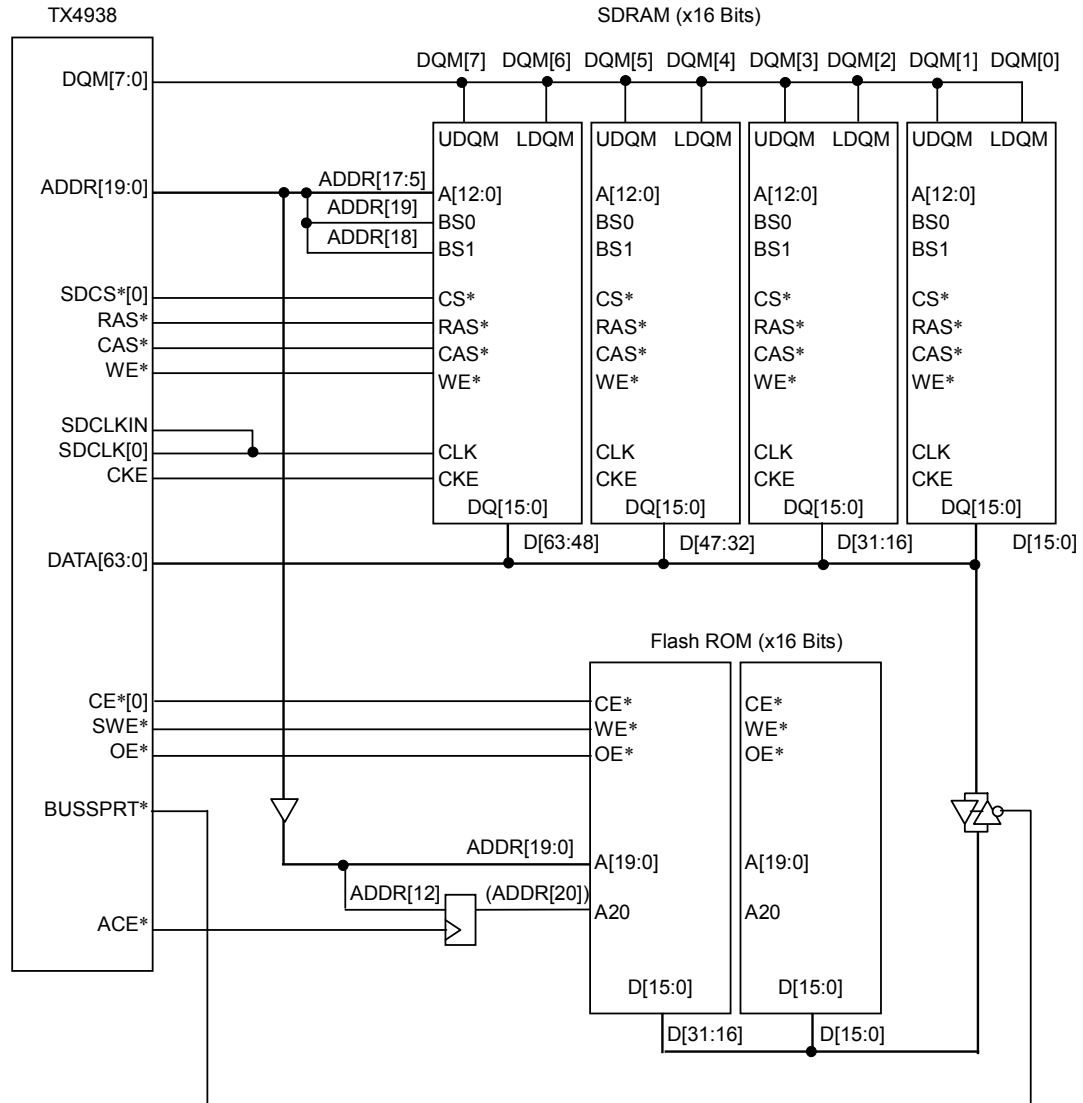 TX4938
SDRAM (x16 Bits)
DQM[7:0]
DQM[7] DQM[6] DQM[5] DQM[4] DQM[3] DQM[2] DQM[1] DQM[0]
UDQM LDQM UDQM LDQM UDQM LDQM UDQM LDQM
ADDR[19:0]
ADDR[17:5]
A[12:0] A[12:0] A[12:0] A[12:0]
ADDR[19]
BS0 BS0 BS0 BS0
ADDR[18]
BS1 BS1 BS1 BS1
SDCS*[0]
CS* CS* CS* CS*
RAS*
RAS* RAS* RAS* RAS*
CAS*
CAS* CAS* CAS* CAS*
WE*
WE* WE* WE* WE*
SDCLKIN
SDCLK[0]
CLK CLK CLK CLK
CKE
CKE CKE CKE CKE
DQ[15:0] DQ[15:0] DQ[15:0] DQ[15:0]
D[63:48] D[47:32] D[31:16] D[15:0]
DATA[63:0]
Flash ROM (x16 Bits)
CE*[0]
CE* CE*
SWE*
WE* WE*
OE*
OE* OE*
BUSSPRT*
ADDR[19:0]
A[19:0] A[19:0]
ADDR[12] (ADDR[20])
A20 A20
ACE*
D[15:0] D[15:0]
D[31:16] D[15:0]